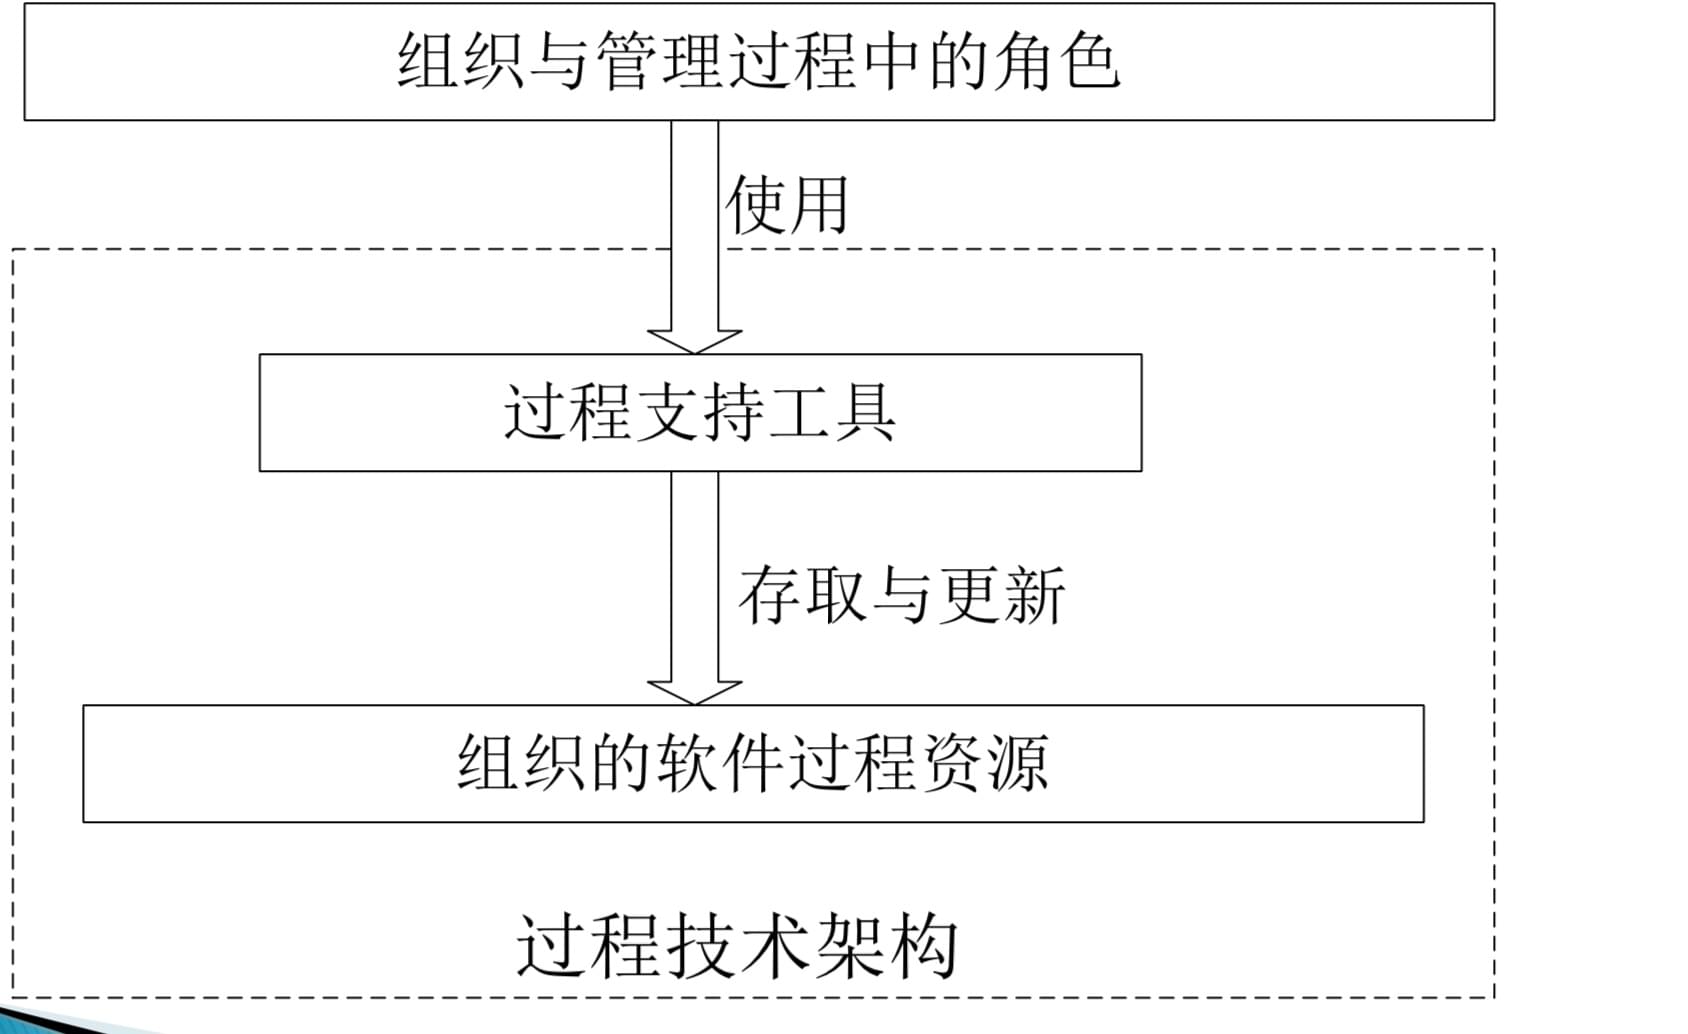 组织与管理过程中的角色
使用
过程支持工具
存取与更新
组织的软件过程资源
过程技术架构